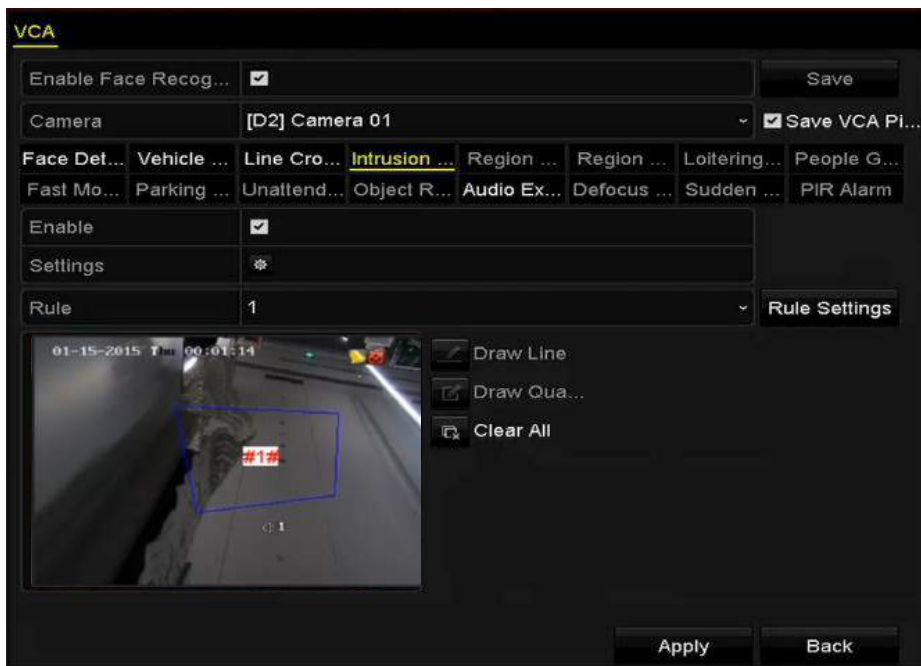 VCA
Enable Face Recog... Save
Camera [D2] Camera 01 Save VCA Pi...
Face Det... Vehicle ... Line Cro... Intrusion ... Region ... Region ... Loitering... People G...
Fast Mo... Parking ... Unattend... Object R... Audio Ex... Defocus ... Sudden ... PIR Alarm
Enable
Settings
Rule 1 Rule Settings
01-15-2015 Thu 00:01:14
Draw Line
Draw Qua...
Clear All
#1#
1
Apply Back